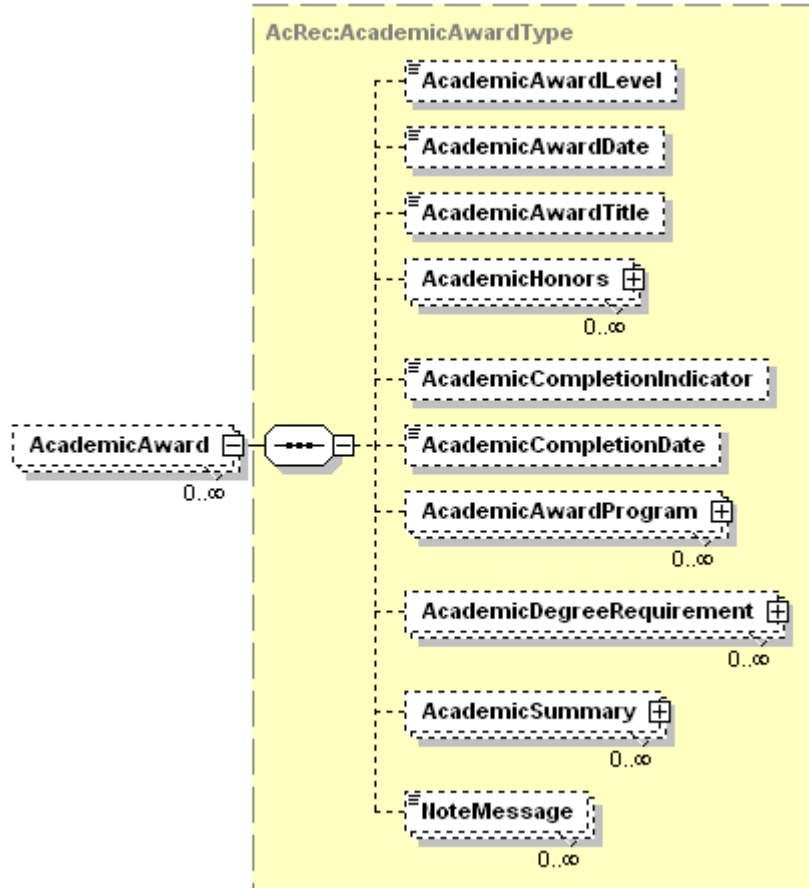 AcRec:AcademicAwardType
AcademicAwardLevel
AcademicAwardDate
AcademicAwardTitle
AcademicHonors
0..∞
AcademicCompletionIndicator
AcademicAward
0..∞
AcademicCompletionDate
AcademicAwardProgram
0..∞
AcademicDegreeRequirement
0..∞
AcademicSummary
0..∞
NoteMessage
0..∞